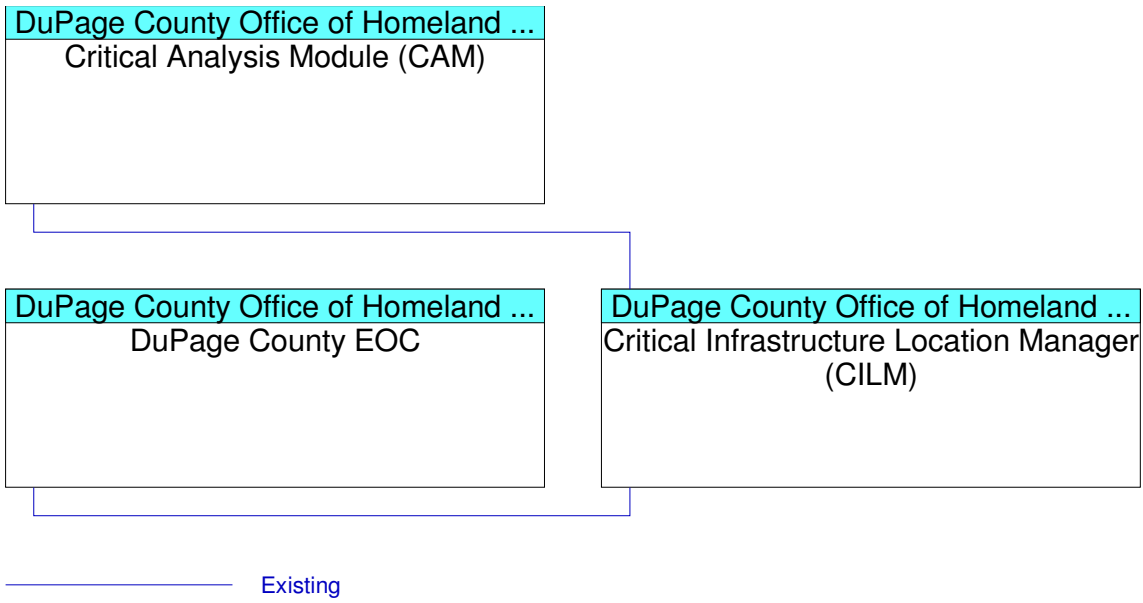 DuPage County Office of Homeland ...
Critical Analysis Module (CAM)
DuPage County Office of Homeland ...
DuPage County EOC
DuPage County Office of Homeland ...
Critical Infrastructure Location Manager
(CILM)
Existing